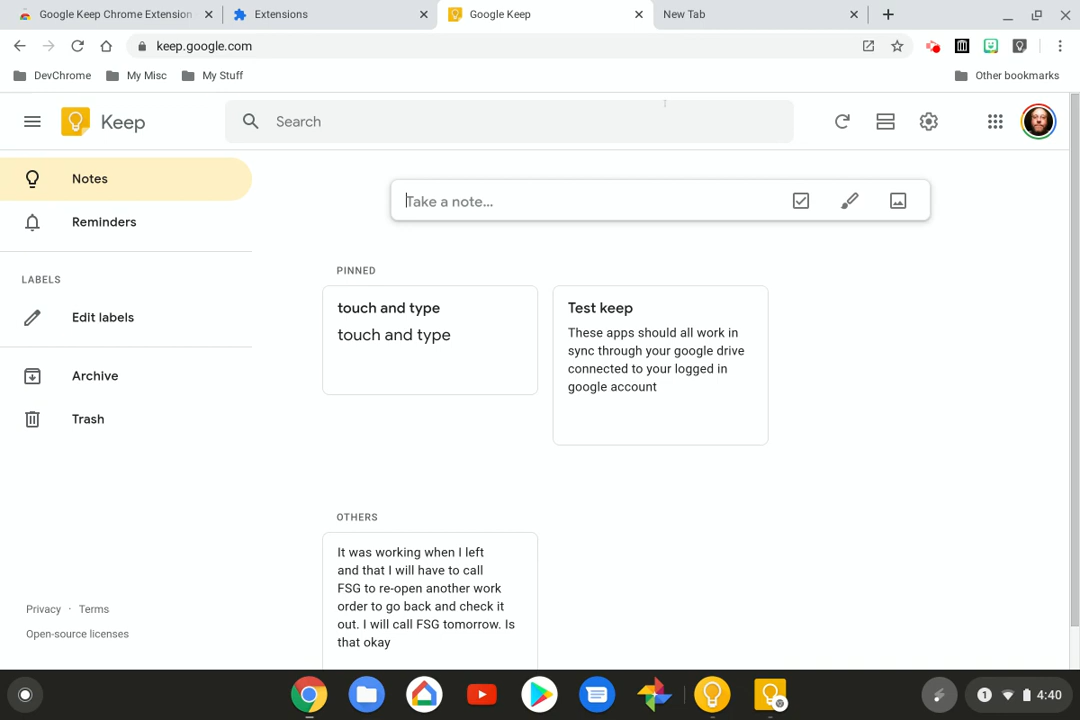 Google Keep Chrome Extension
Extensions
Google Keep
New Tab
keep.google.com
DevChrome
My Misc
My Stuff
Other bookmarks
Keep
Search
Notes
Reminders
LABELS
Edit labels
Archive
Trash
Take a note...
PINNED
touch and type
touch and type
Test keep
These apps should all work in
sync through your google drive
connected to your logged in
google account
OTHERS
It was working when I left
and that I will have to call
FSG to re-open another work
order to go back and check it
out. I will call FSG tomorrow. Is
that okay
Privacy · Terms
Open-source licenses
1
4:40